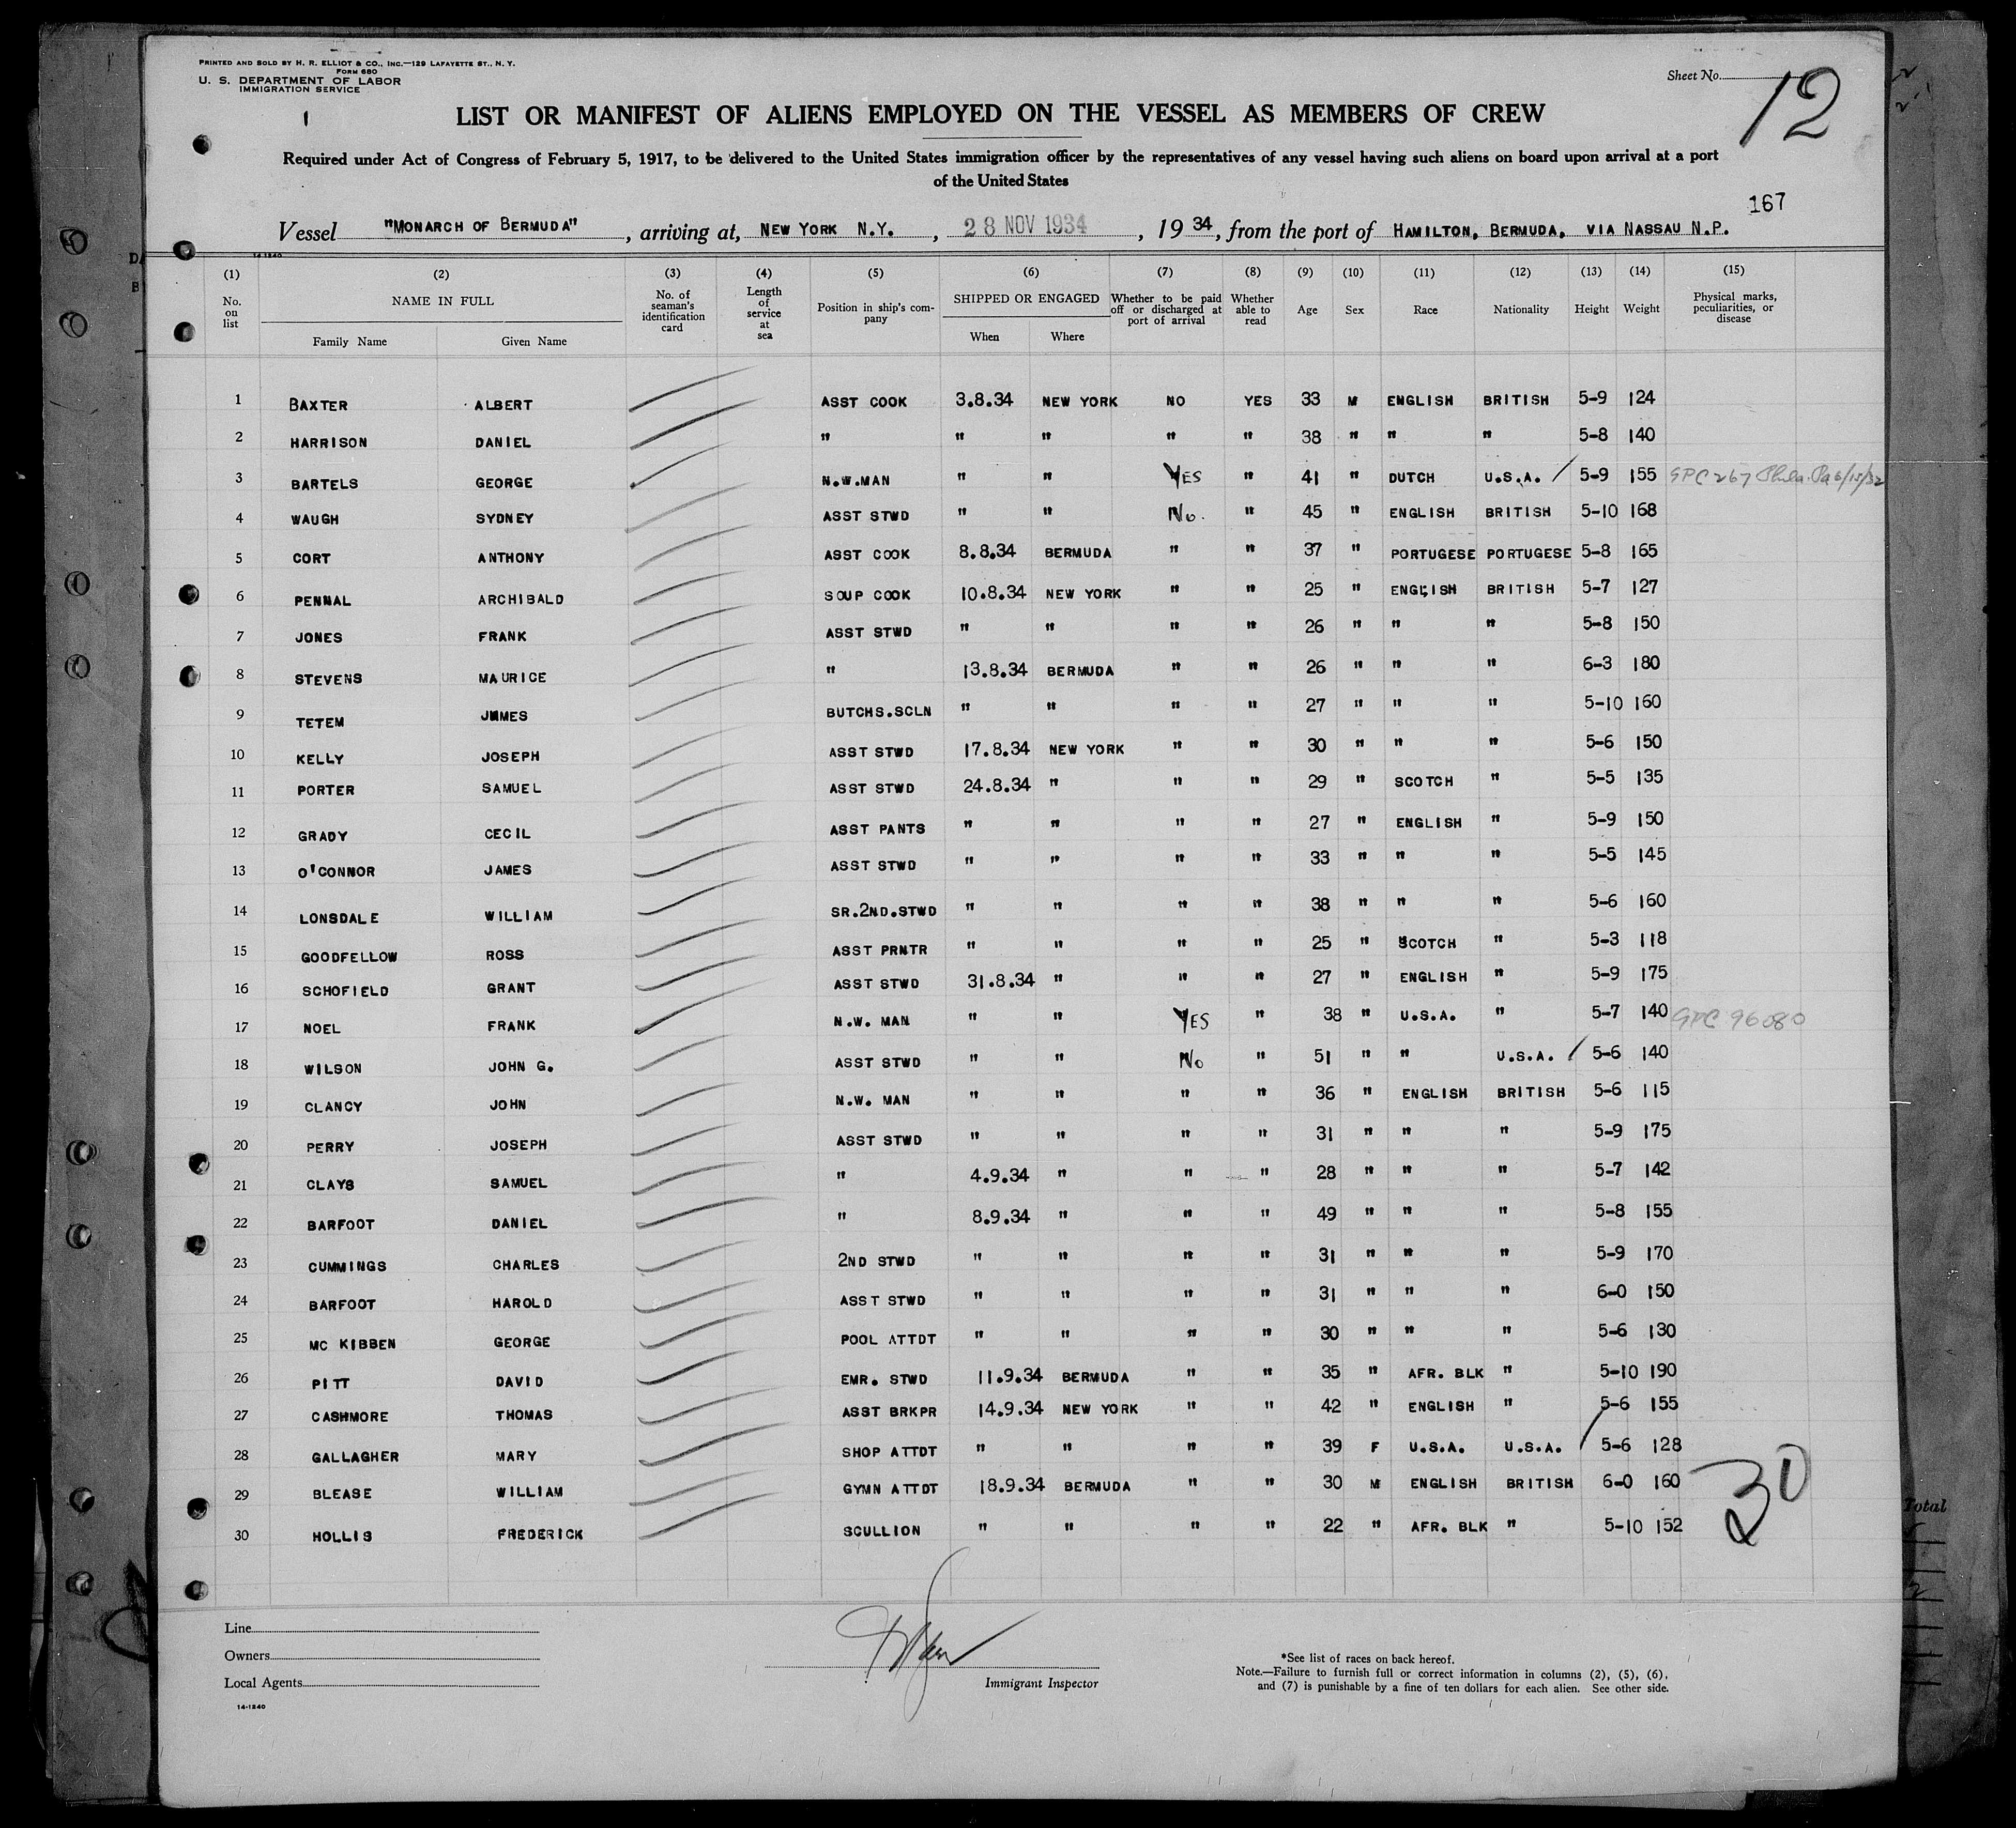 PRINTED AND SOLD BY H. R. ELLIOT & CO., INC.—129 LAFAYETTE ST., N. Y.
FORM 680
U. S. DEPARTMENT OF LABOR
IMMIGRATION SERVICE
Sheet No. 12
LIST OR MANIFEST OF ALIENS EMPLOYED ON THE VESSEL AS MEMBERS OF CREW
Required under Act of Congress of February 5, 1917, to be delivered to the United States immigration officer by the representatives of any vessel having such aliens on board upon arrival at a port
of the United States
167
Vessel "MONARCH OF BERMUDA", arriving at, NEW YORK N.Y., 28 NOV 1934, 1934, from the port of HAMILTON, BERMUDA, VIA NASSAU N.P.
14-1240
(1) (2) (3) (4) (5) (6) (7) (8) (9) (10) (11) (12) (13) (14) (15)
No. on list NAME IN FULL Family Name Given Name No. of seaman's identification card Length of service at sea Position in ship's company SHIPPED OR ENGAGED When Where Whether to be paid off or discharged at port of arrival Whether able to read Age Sex Race Nationality Height Weight Physical marks, peculiarities, or disease
1 BAXTER ALBERT ASST COOK 3.8.34 NEW YORK NO YES 33 M ENGLISH BRITISH 5-9 124
2 HARRISON DANIEL " " " " " 38 " " " 5-8 140
3 BARTELS GEORGE N.W.MAN " " YES " 41 " DUTCH U.S.A. 5-9 155 GPC 267 Phila. Pa 6/15/32
4 WAUGH SYDNEY ASST STWD " " No. " 45 " ENGLISH BRITISH 5-10 168
5 CORT ANTHONY ASST COOK 8.8.34 BERMUDA " " 37 " PORTUGESE PORTUGESE 5-8 165
6 PENNAL ARCHIBALD SOUP COOK 10.8.34 NEW YORK " " 25 " ENGLISH BRITISH 5-7 127
7 JONES FRANK ASST STWD " " " " 26 " " " 5-8 150
8 STEVENS MAURICE " 13.8.34 BERMUDA " " 26 " " " 6-3 180
9 TETEM JAMES BUTCHS.SCLN " " " " 27 " " " 5-10 160
10 KELLY JOSEPH ASST STWD 17.8.34 NEW YORK " " 30 " " " 5-6 150
11 PORTER SAMUEL ASST STWD 24.8.34 " " " 29 " SCOTCH " 5-5 135
12 GRADY CECIL ASST PANTS " " " " 27 " ENGLISH " 5-9 150
13 O'CONNOR JAMES ASST STWD " " " " 33 " " " 5-5 145
14 LONSDALE WILLIAM SR.2ND.STWD " " " " 38 " " " 5-6 160
15 GOODFELLOW ROSS ASST PRNTR " " " " 25 " SCOTCH " 5-3 118
16 SCHOFIELD GRANT ASST STWD 31.8.34 " " " 27 " ENGLISH " 5-9 175
17 NOEL FRANK N.W. MAN " " YES " 38 " U.S.A. " 5-7 140 GPC 96080
18 WILSON JOHN G. ASST STWD " " No " 51 " " U.S.A. 5-6 140
19 CLANCY JOHN N.W. MAN " " " " 36 " ENGLISH BRITISH 5-6 115
20 PERRY JOSEPH ASST STWD " " " " 31 " " " 5-9 175
21 CLAYS SAMUEL " 4.9.34 " " " 28 " " " 5-7 142
22 BARFOOT DANIEL " 8.9.34 " " " 49 " " " 5-8 155
23 CUMMINGS CHARLES 2ND STWD " " " " 31 " " " 5-9 170
24 BARFOOT HAROLD ASST STWD " " " " 31 " " " 6-0 150
25 MC KIBBEN GEORGE POOL ATTDT " " " " 30 " " " 5-6 130
26 PITT DAVID EMR. STWD 11.9.34 BERMUDA " " 35 " AFR. BLK " 5-10 190
27 CASHMORE THOMAS ASST BRKPR 14.9.34 NEW YORK " " 42 " ENGLISH " 5-6 155
28 GALLAGHER MARY SHOP ATTDT " " " " 39 F U.S.A. U.S.A. 5-6 128
29 BLEASE WILLIAM GYMN ATTDT 18.9.34 BERMUDA " " 30 M ENGLISH BRITISH 6-0 160
30 HOLLIS FREDERICK SCULLION " " " " 22 " AFR. BLK " 5-10 152
30
Total
Line
Owners
Local Agents
14-1240
Immigrant Inspector
*See list of races on back hereof.
Note.—Failure to furnish full or correct information in columns (2), (5), (6),
and (7) is punishable by a fine of ten dollars for each alien. See other side.